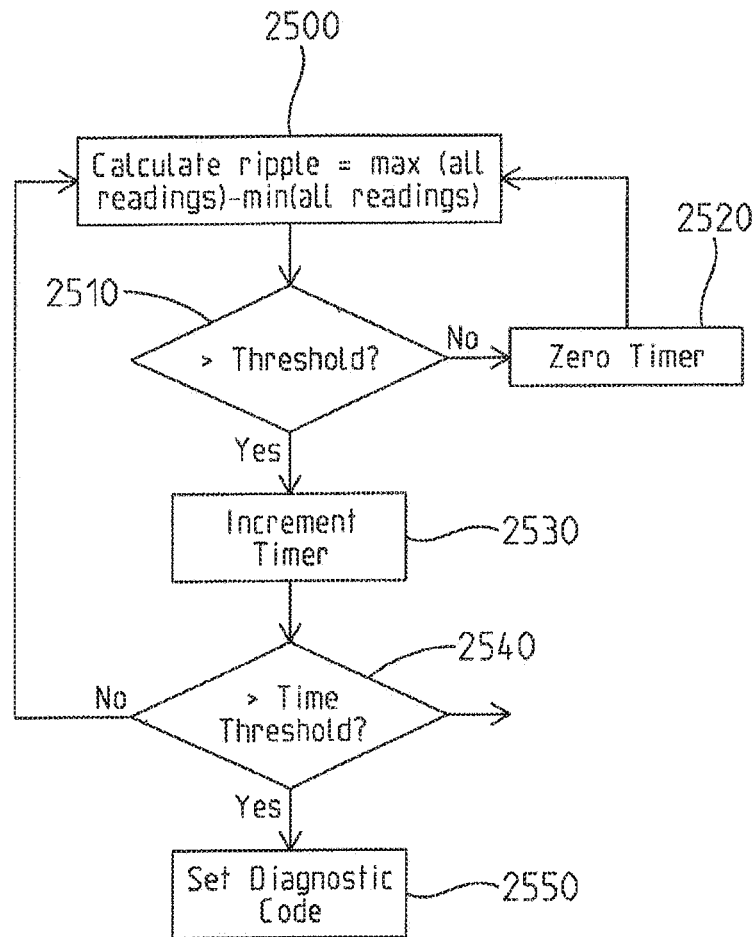 2500
Calculate ripple = max (all
readings)-min(all readings)
2520
2510
> Threshold?
No
Zero Timer
Yes
Increment
Timer
2530
2540
No
> Time
Threshold?
Yes
Set Diagnostic
Code
2550